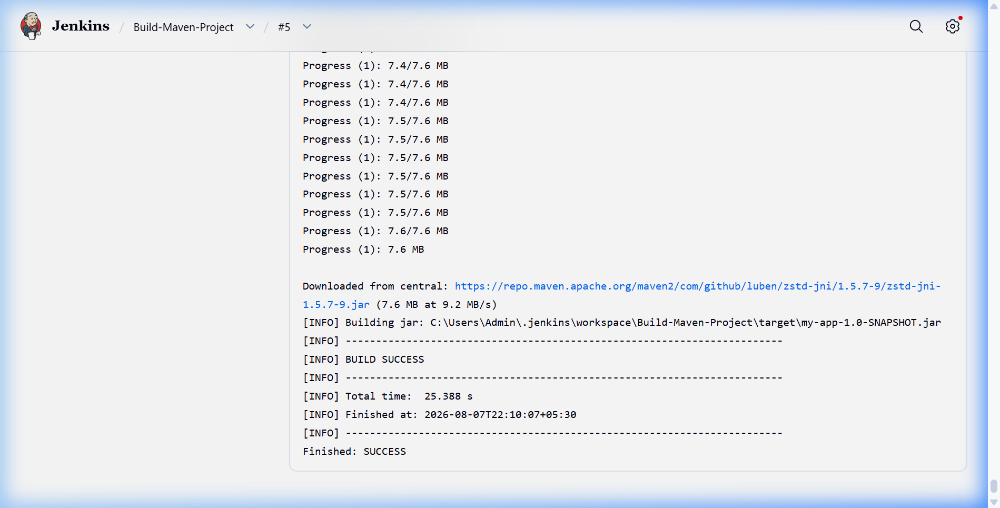 Jenkins / Build-Maven-Project / #5
Progress (1): 7.4/7.6 MB
Progress (1): 7.4/7.6 MB
Progress (1): 7.4/7.6 MB
Progress (1): 7.5/7.6 MB
Progress (1): 7.5/7.6 MB
Progress (1): 7.5/7.6 MB
Progress (1): 7.5/7.6 MB
Progress (1): 7.5/7.6 MB
Progress (1): 7.5/7.6 MB
Progress (1): 7.6/7.6 MB
Progress (1): 7.6 MB
Downloaded from central: https://repo.maven.apache.org/maven2/com/github/luben/zstd-jni/1.5.7-9/zstd-jni-
1.5.7-9.jar (7.6 MB at 9.2 MB/s)
[INFO] Building jar: C:\Users\Admin\.jenkins\workspace\Build-Maven-Project\target\my-app-1.0-SNAPSHOT.jar
[INFO] ------------------------------------------------------------------------
[INFO] BUILD SUCCESS
[INFO] ------------------------------------------------------------------------
[INFO] Total time:  25.388 s
[INFO] Finished at: 2026-08-07T22:10:07+05:30
[INFO] ------------------------------------------------------------------------
Finished: SUCCESS